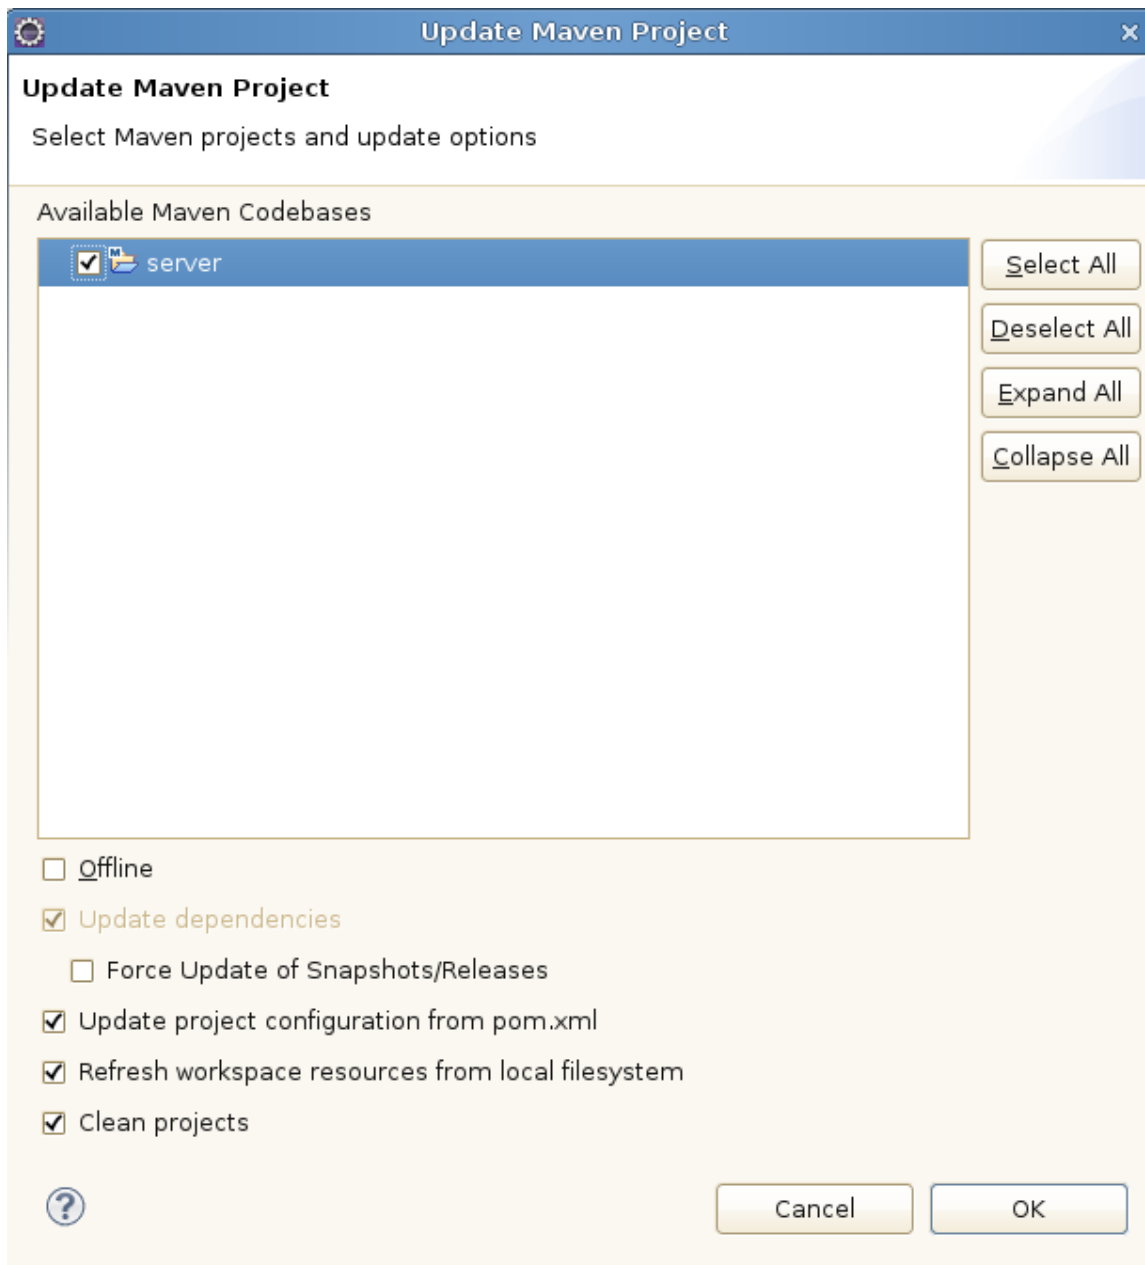 Update Maven Project
Update Maven Project
Select Maven projects and update options
Available Maven Codebases
server
Select All
Deselect All
Expand All
Collapse All
Offline
Update dependencies
Force Update of Snapshots/Releases
Update project configuration from pom.xml
Refresh workspace resources from local filesystem
Clean projects
Cancel
OK